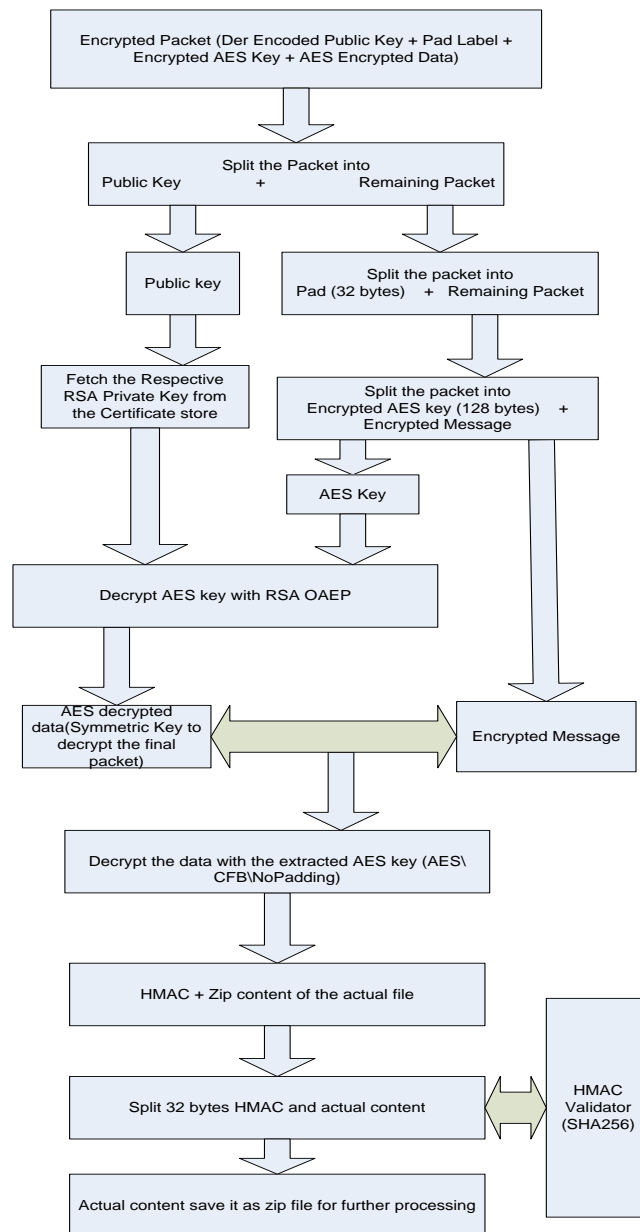 Encrypted Packet (Der Encoded Public Key + Pad Label +
Encrypted AES Key + AES Encrypted Data)
Split the Packet into
Public Key + Remaining Packet
Public key
Split the packet into
Pad (32 bytes) + Remaining Packet
Fetch the Respective
RSA Private Key from
the Certificate store
Split the packet into
Encrypted AES key (128 bytes) +
Encrypted Message
AES Key
Decrypt AES key with RSA OAEP
AES decrypted
data(Symmetric Key to
decrypt the final
packet)
Encrypted Message
Decrypt the data with the extracted AES key (AES\
CFB\NoPadding)
HMAC + Zip content of the actual file
Split 32 bytes HMAC and actual content
HMAC
Validator
(SHA256)
Actual content save it as zip file for further processing